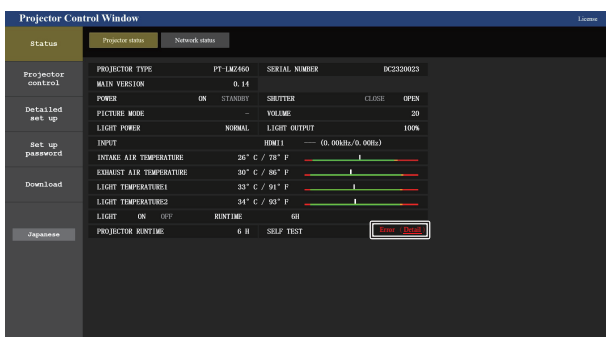 Projector Control Window
License
Status
Projector status
Network status
Projector
control
Detailed
set up
Set up
password
Download
Japanese
PROJECTOR TYPE PT-LMZ460 SERIAL NUMBER DC2320023
MAIN VERSION 0.14
POWER ON STANDBY SHUTTER CLOSE OPEN
PICTURE MODE - VOLUME 20
LIGHT POWER NORMAL LIGHT OUTPUT 100%
INPUT HDMI1 —— (0.00kHz/0.00Hz)
INTAKE AIR TEMPERATURE 26° C / 78° F
EXHAUST AIR TEMPERATURE 30° C / 86° F
LIGHT TEMPERATURE1 33° C / 91° F
LIGHT TEMPERATURE2 34° C / 93° F
LIGHT ON OFF RUNTIME 6H
PROJECTOR RUNTIME 6 H SELF TEST Error (Detail)